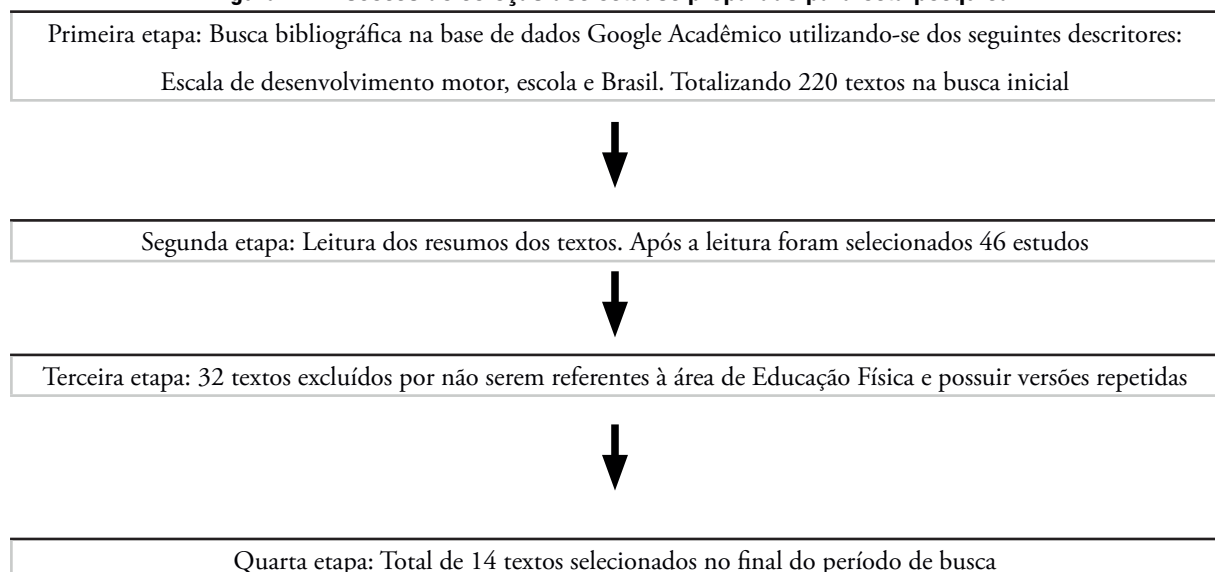 Primeira etapa: Busca bibliográfica na base de dados Google Acadêmico utilizando-se dos seguintes descritores:
Escala de desenvolvimento motor, escola e Brasil. Totalizando 220 textos na busca inicial
Segunda etapa: Leitura dos resumos dos textos. Após a leitura foram selecionados 46 estudos
Terceira etapa: 32 textos excluídos por não serem referentes à área de Educação Física e possuir versões repetidas
Quarta etapa: Total de 14 textos selecionados no final do período de busca